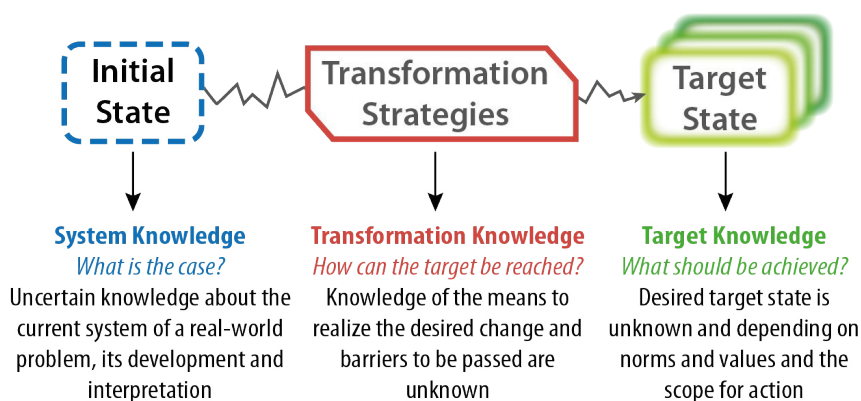 Initial
State
Transformation
Strategies
Target
State
System Knowledge
What is the case?
Uncertain knowledge about the
current system of a real-world
problem, its development and
interpretation
Transformation Knowledge
How can the target be reached?
Knowledge of the means to
realize the desired change and
barriers to be passed are
unknown
Target Knowledge
What should be achieved?
Desired target state is
unknown and depending on
norms and values and the
scope for action